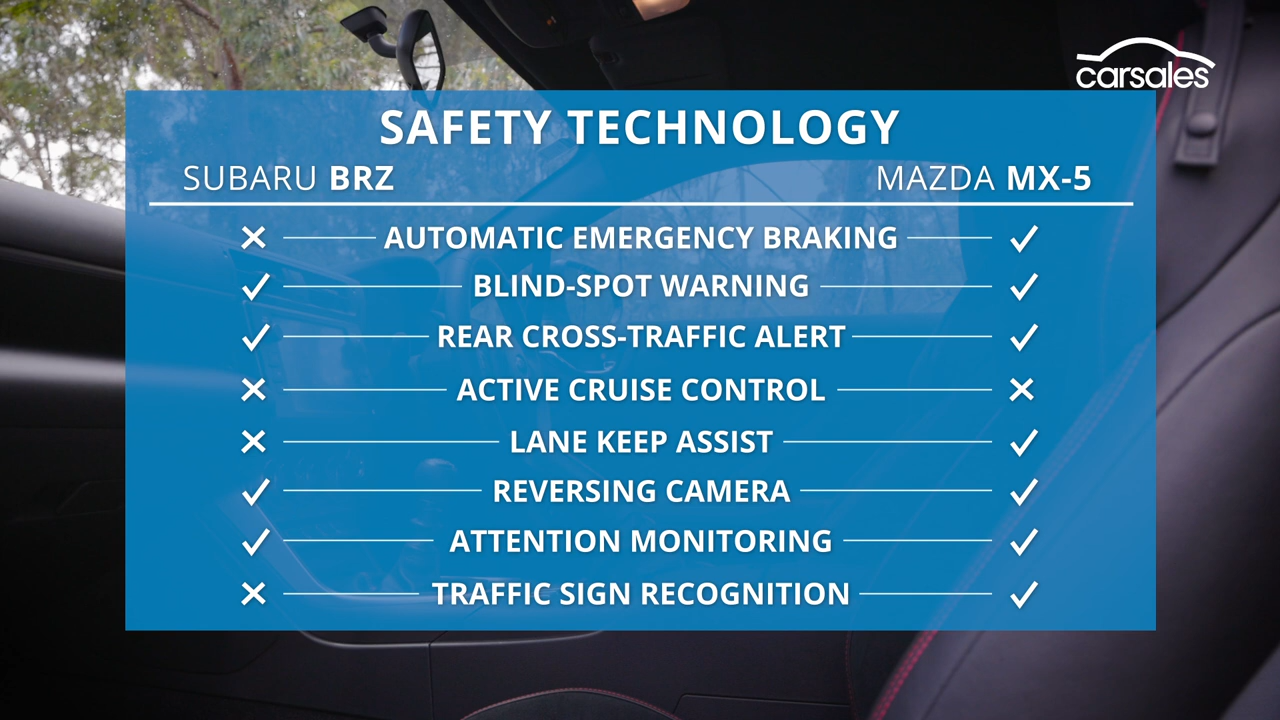 carsales
SAFETY TECHNOLOGY
SUBARU BRZ MAZDA MX-5
✕ AUTOMATIC EMERGENCY BRAKING ✓
✓ BLIND-SPOT WARNING ✓
✓ REAR CROSS-TRAFFIC ALERT ✓
✕ ACTIVE CRUISE CONTROL ✕
✕ LANE KEEP ASSIST ✓
✓ REVERSING CAMERA ✓
✓ ATTENTION MONITORING ✓
✕ TRAFFIC SIGN RECOGNITION ✓